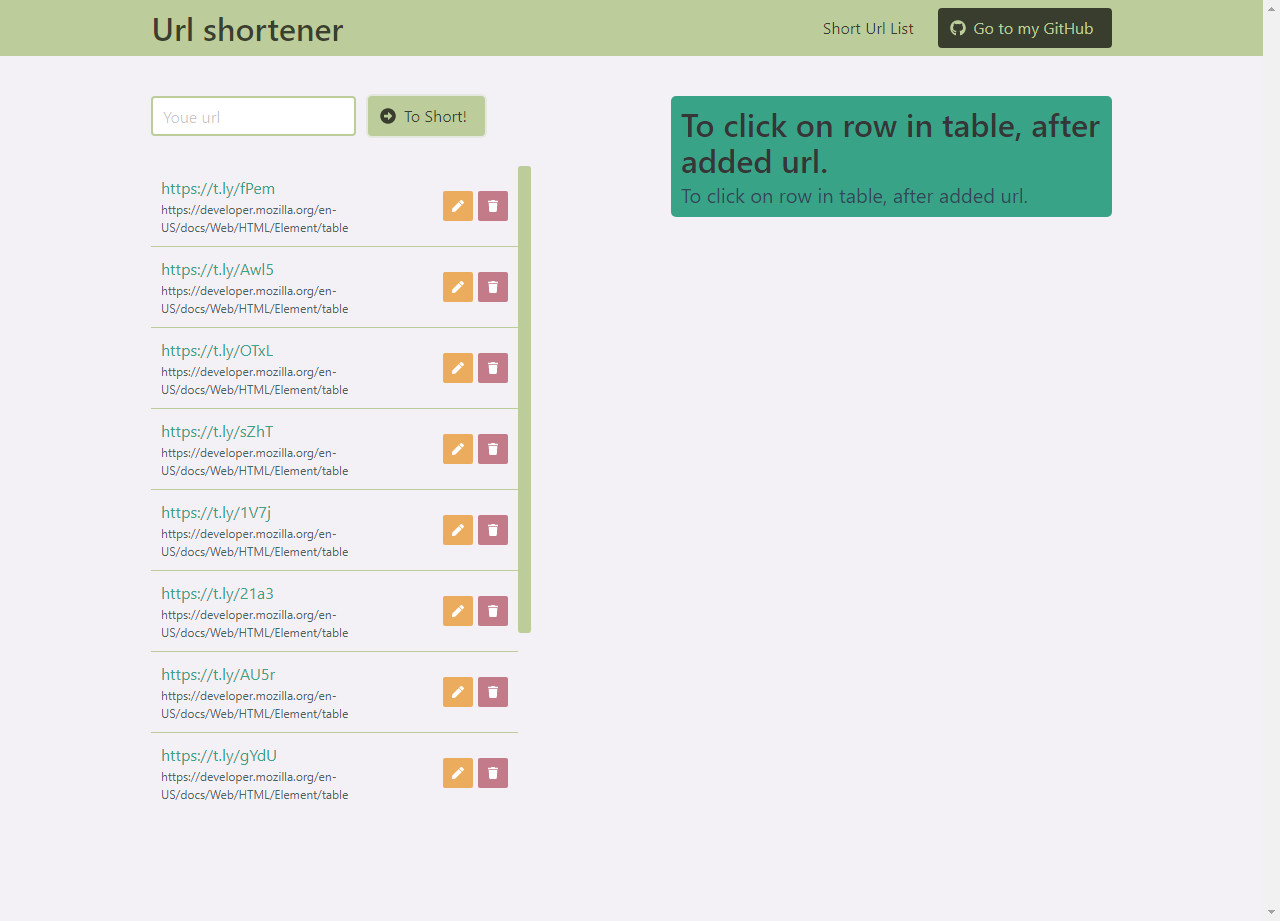 Url shortener
Short Url List
Go to my GitHub
Youe url
To Short!
https://t.ly/fPem
https://developer.mozilla.org/en-
US/docs/Web/HTML/Element/table
https://t.ly/Awl5
https://developer.mozilla.org/en-
US/docs/Web/HTML/Element/table
https://t.ly/OTxL
https://developer.mozilla.org/en-
US/docs/Web/HTML/Element/table
https://t.ly/sZhT
https://developer.mozilla.org/en-
US/docs/Web/HTML/Element/table
https://t.ly/1V7j
https://developer.mozilla.org/en-
US/docs/Web/HTML/Element/table
https://t.ly/21a3
https://developer.mozilla.org/en-
US/docs/Web/HTML/Element/table
https://t.ly/AU5r
https://developer.mozilla.org/en-
US/docs/Web/HTML/Element/table
https://t.ly/gYdU
https://developer.mozilla.org/en-
US/docs/Web/HTML/Element/table
To click on row in table, after
added url.
To click on row in table, after added url.